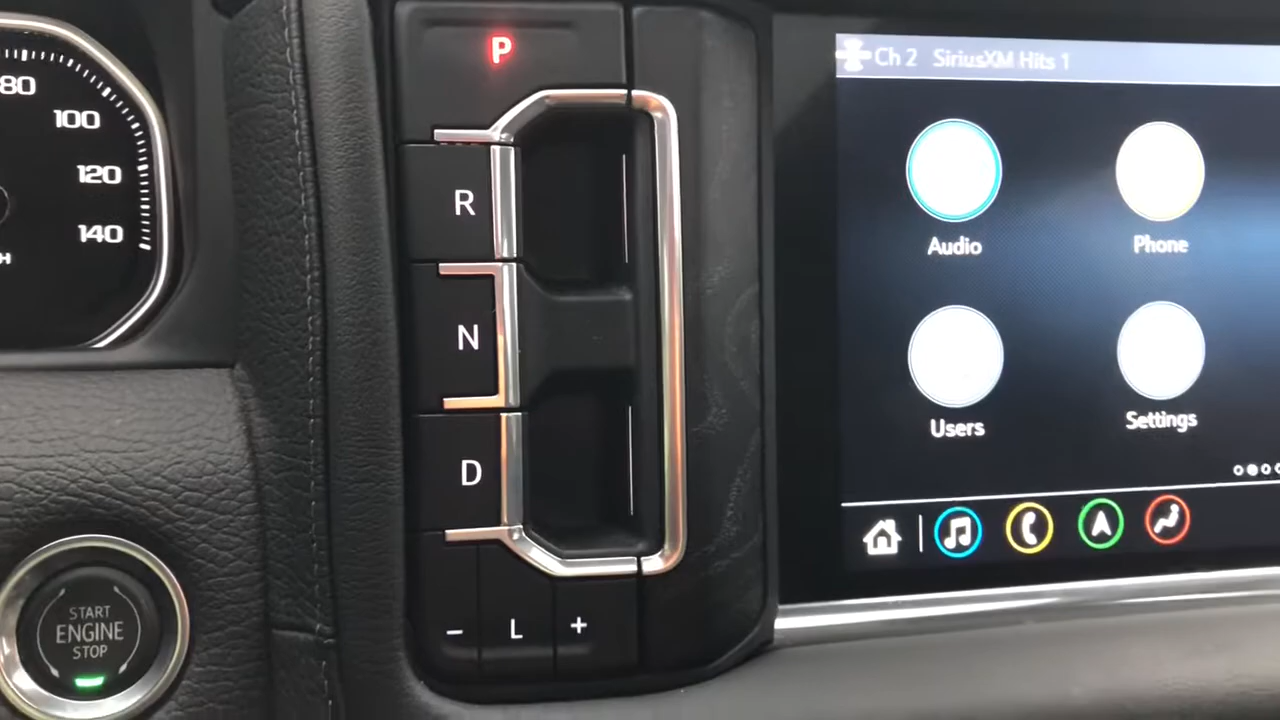 80
100
120
140
H
START
ENGINE
STOP
P
R
N
D
− L +
Ch 2 SiriusXM Hits 1
Audio Phone
Users Settings